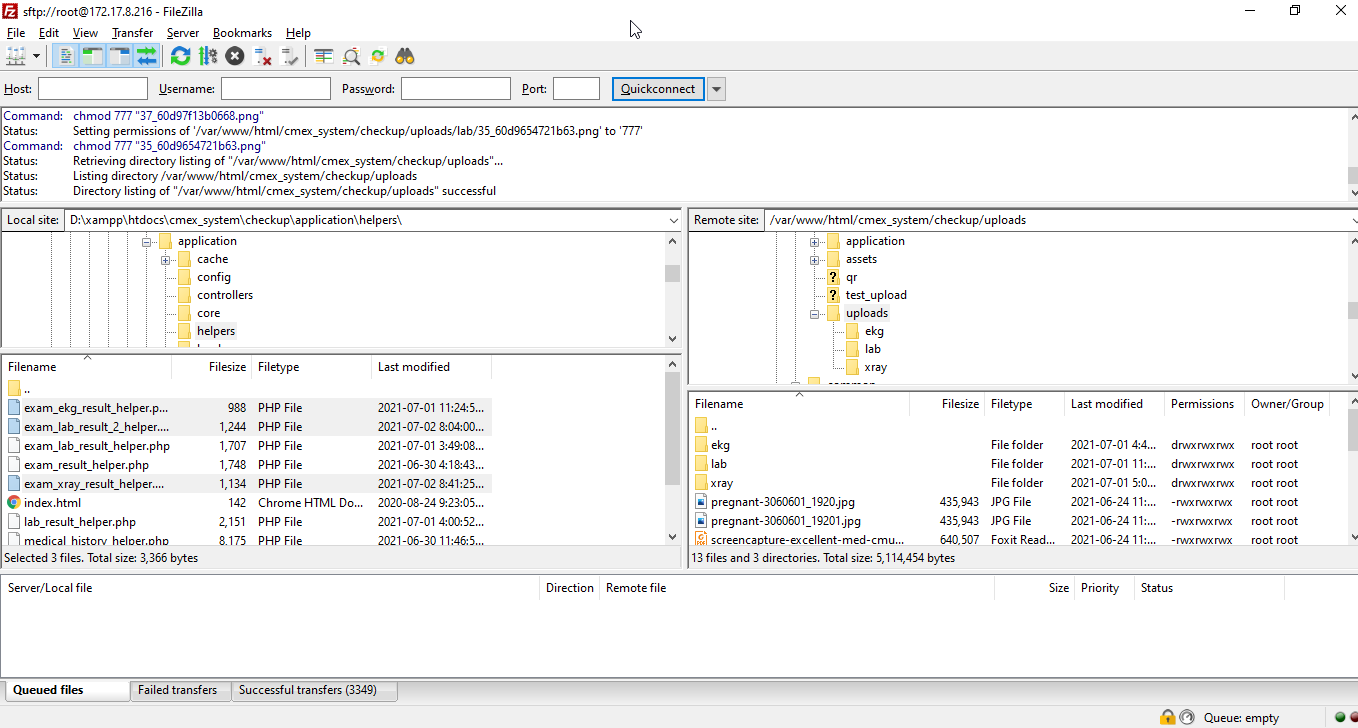 sftp://root@172.17.8.216 - FileZilla
File Edit View Transfer Server Bookmarks Help
Host: Username: Password: Port: Quickconnect
Command: chmod 777 "37_60d97f13b0668.png"
Status: Setting permissions of '/var/www/html/cmex_system/checkup/uploads/lab/35_60d9654721b63.png' to '777'
Command: chmod 777 "35_60d9654721b63.png"
Status: Retrieving directory listing of "/var/www/html/cmex_system/checkup/uploads"...
Status: Listing directory /var/www/html/cmex_system/checkup/uploads
Status: Directory listing of "/var/www/html/cmex_system/checkup/uploads" successful
Local site: D:\xampp\htdocs\cmex_system\checkup\application\helpers\
application
cache
config
controllers
core
helpers
Filename Filesize Filetype Last modified
..
exam_ekg_result_helper.p... 988 PHP File 2021-07-01 11:24:5...
exam_lab_result_2_helper.... 1,244 PHP File 2021-07-02 8:04:00...
exam_lab_result_helper.php 1,707 PHP File 2021-07-01 3:49:08...
exam_result_helper.php 1,748 PHP File 2021-06-30 4:18:43...
exam_xray_result_helper.... 1,134 PHP File 2021-07-02 8:41:25...
index.html 142 Chrome HTML Do... 2020-08-24 9:23:05...
lab_result_helper.php 2,151 PHP File 2021-07-01 4:00:52...
medical_history_helper.php 8,175 PHP File 2021-06-30 11:46:5...
Selected 3 files. Total size: 3,366 bytes
Remote site: /var/www/html/cmex_system/checkup/uploads
application
assets
? qr
? test_upload
uploads
ekg
lab
xray
common
Filename Filesize Filetype Last modified Permissions Owner/Group
..
ekg File folder 2021-07-01 4:4... drwxrwxrwx root root
lab File folder 2021-07-01 11:... drwxrwxrwx root root
xray File folder 2021-07-01 5:0... drwxrwxrwx root root
pregnant-3060601_1920.jpg 435,943 JPG File 2021-06-24 11:... -rwxrwxrwx root root
pregnant-3060601_19201.jpg 435,943 JPG File 2021-06-24 11:... -rwxrwxrwx root root
screencapture-excellent-med-cmu... 640,507 Foxit Read... 2021-06-24 11:... -rwxrwxrwx root root
13 files and 3 directories. Total size: 5,114,454 bytes
Server/Local file Direction Remote file Size Priority Status
Queued files Failed transfers Successful transfers (3349)
Queue: empty